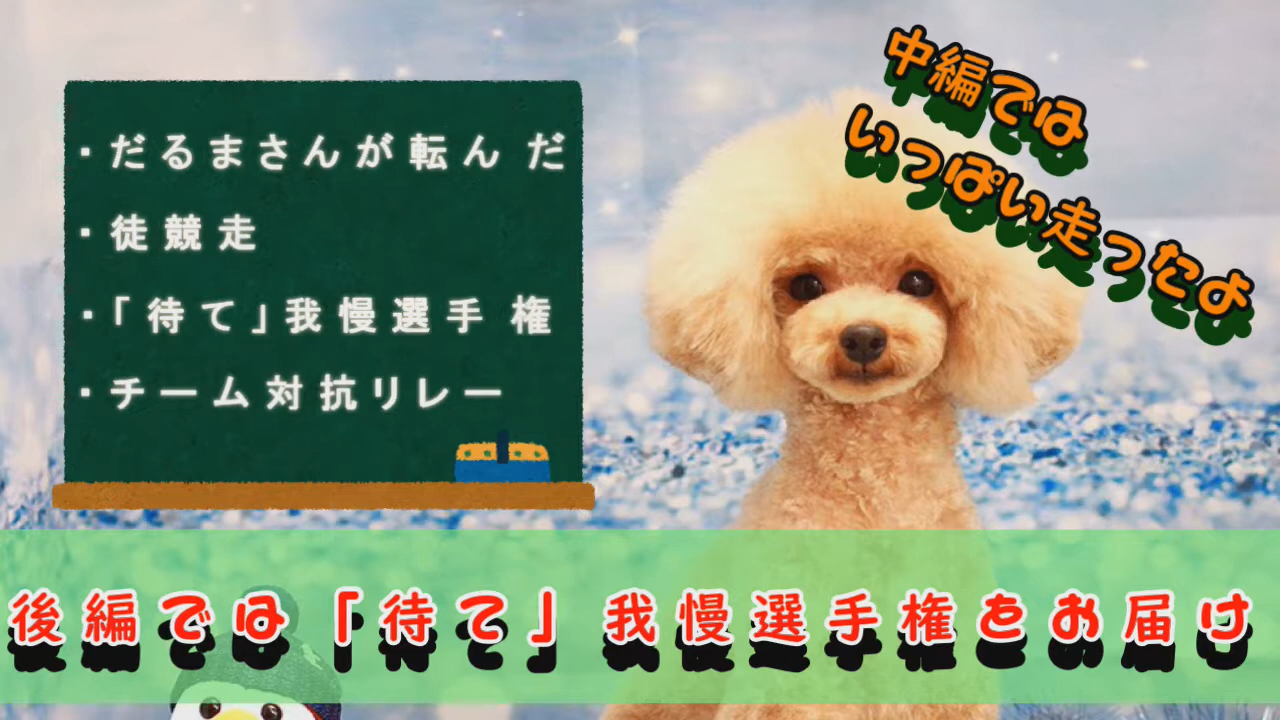 中編では
いっぱい走ったよ
・だるまさんが転んだ
・徒競走
・「待て」我慢選手権
・チーム対抗リレー
後編では「待て」我慢選手権をお届け